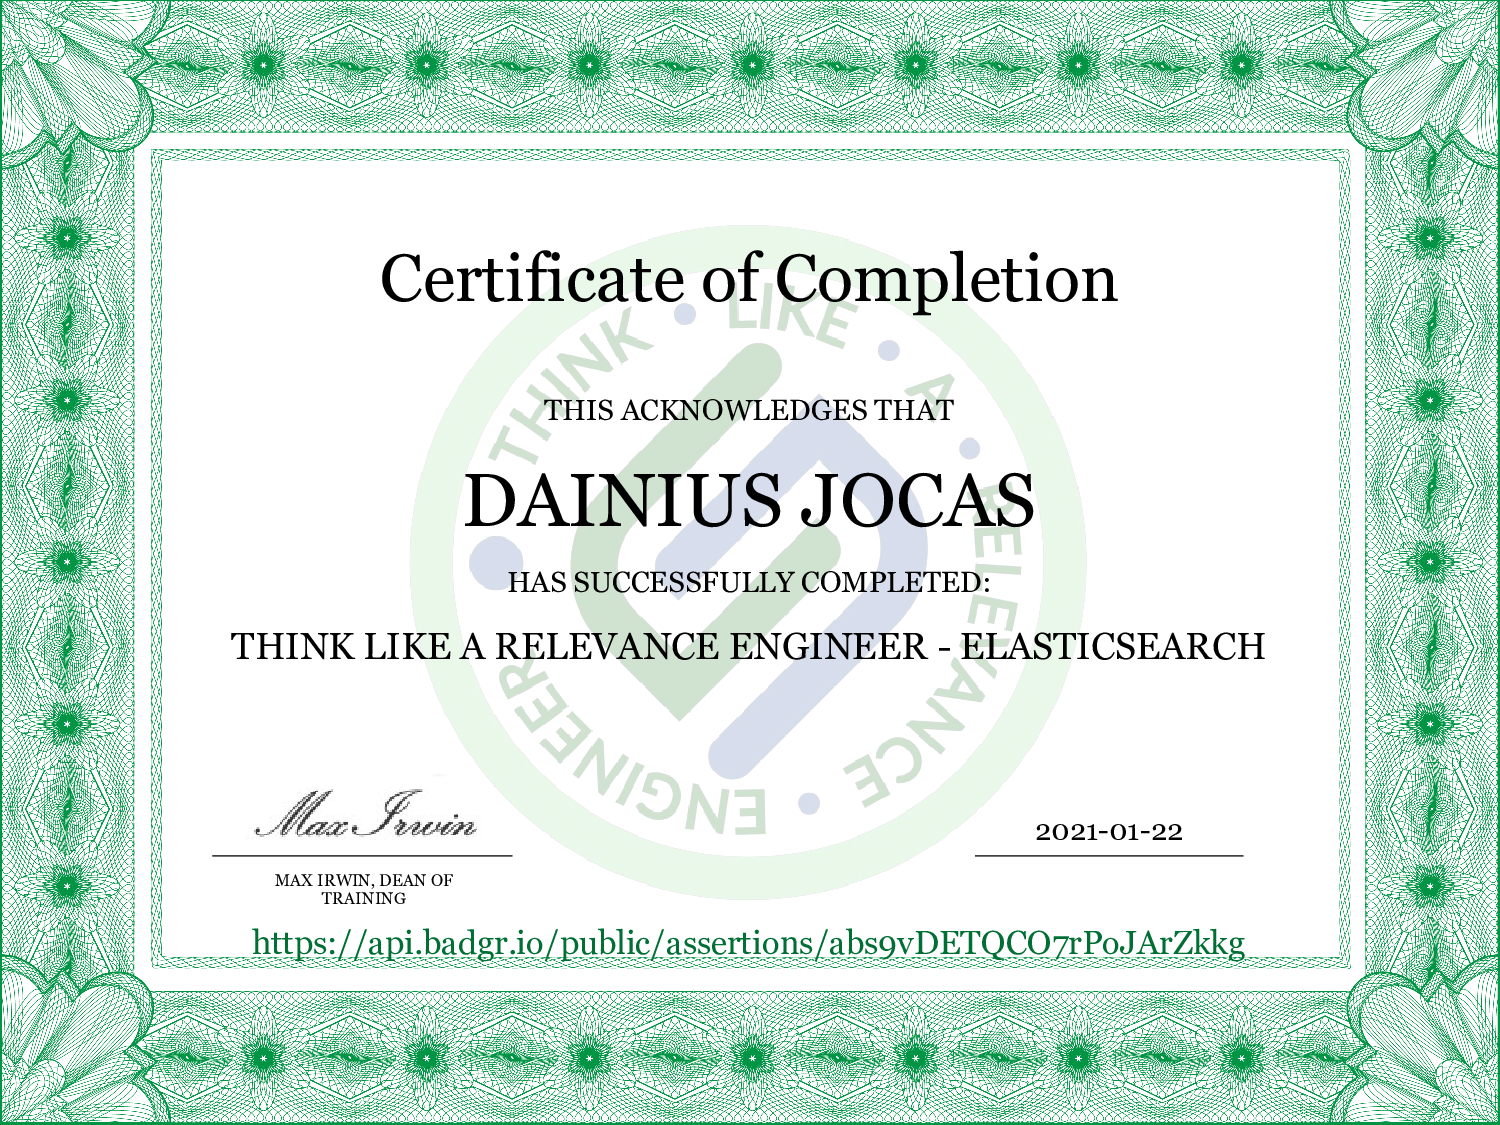 Certificate of Completion
THINK • LIKE • A • RELEVANCE • ENGINEER •
THIS ACKNOWLEDGES THAT
DAINIUS JOCAS
HAS SUCCESSFULLY COMPLETED:
THINK LIKE A RELEVANCE ENGINEER - ELASTICSEARCH
Max Irwin
2021-01-22
MAX IRWIN, DEAN OF
TRAINING
https://api.badgr.io/public/assertions/abs9vDETQCO7rPoJArZkkg